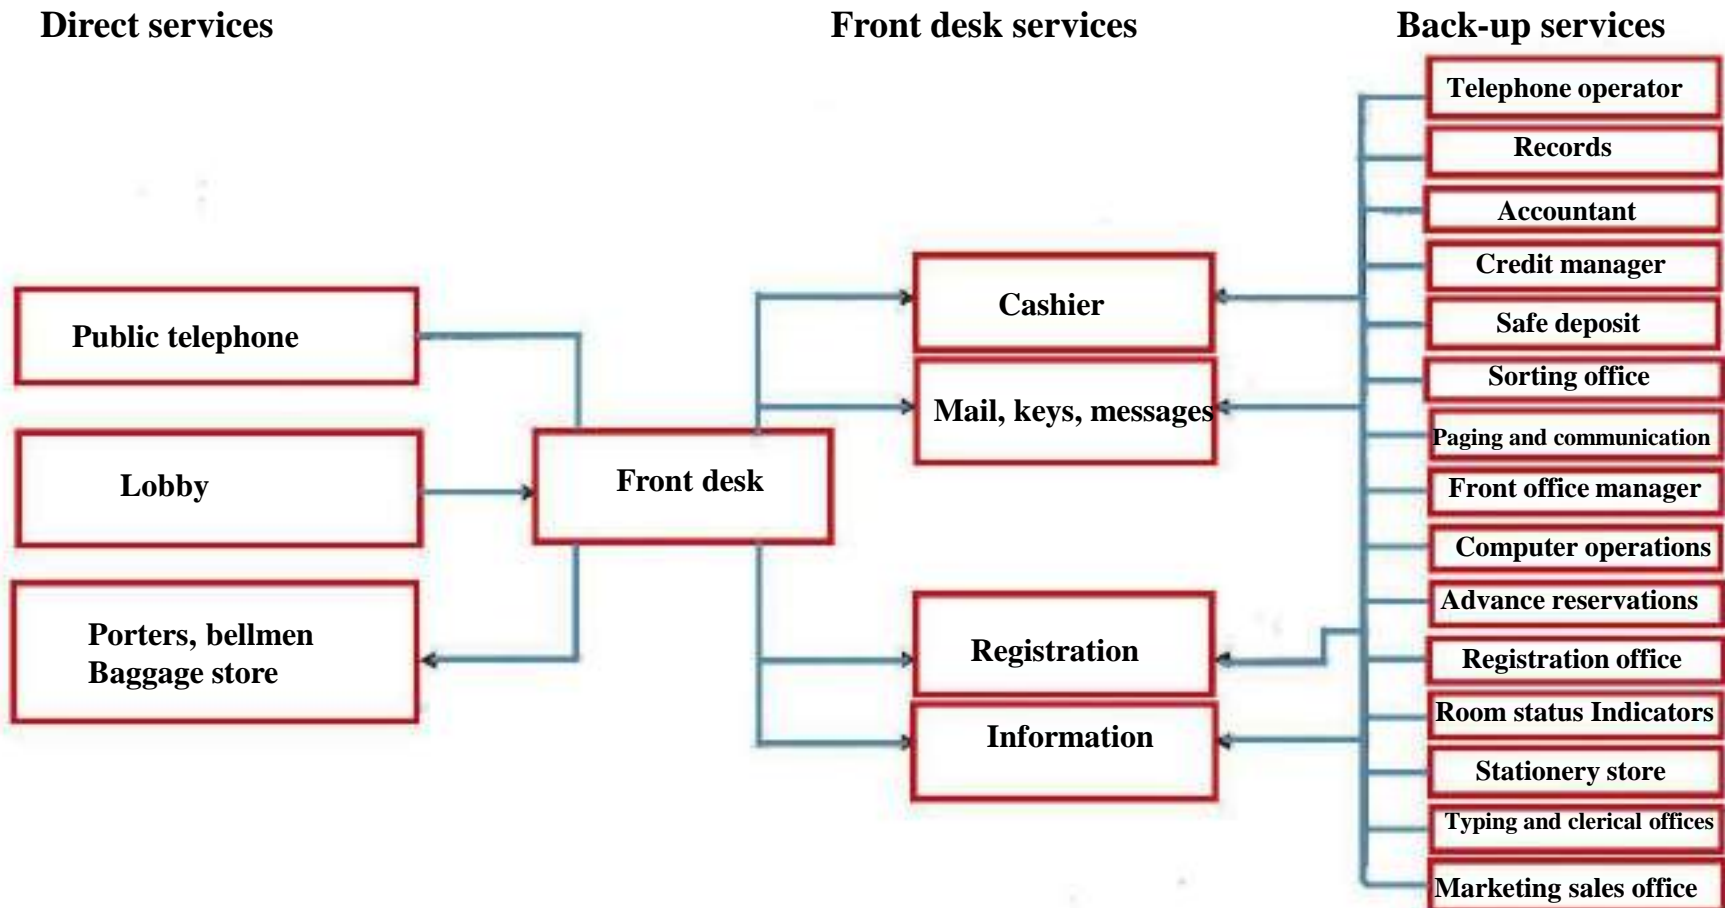 Direct services
Front desk services
Back-up services
Public telephone
Lobby
Porters, bellmen
Baggage store
Front desk
Cashier
Mail, keys, messages
Registration
Information
Telephone operator
Records
Accountant
Credit manager
Safe deposit
Sorting office
Paging and communication
Front office manager
Computer operations
Advance reservations
Registration office
Room status Indicators
Stationery store
Typing and clerical offices
Marketing sales office